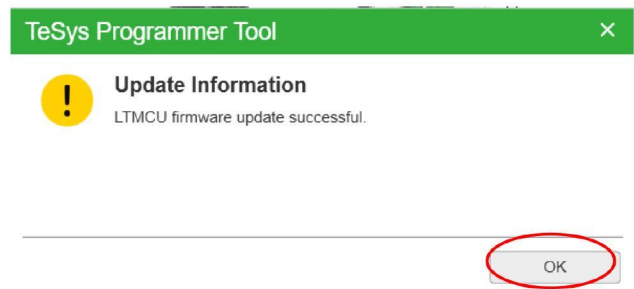 TeSys Programmer Tool
Update Information
LTMCU firmware update successful.
OK